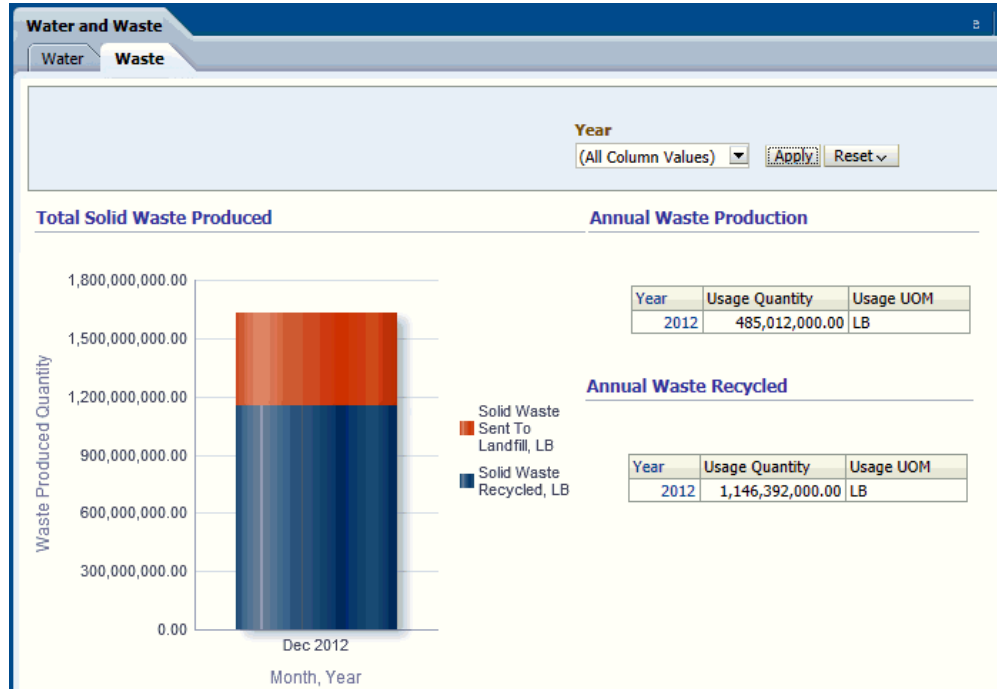 Water and Waste
e
Water Waste
Year
(All Column Values) Apply Reset
Total Solid Waste Produced
Annual Waste Production
1,800,000,000.00
1,500,000,000.00
1,200,000,000.00
900,000,000.00
600,000,000.00
300,000,000.00
0.00
Waste Produced Quantity
Dec 2012
Month, Year
Solid Waste
Sent To
Landfill, LB
Solid Waste
Recycled, LB
Year Usage Quantity Usage UOM
2012 485,012,000.00 LB
Annual Waste Recycled
Year Usage Quantity Usage UOM
2012 1,146,392,000.00 LB